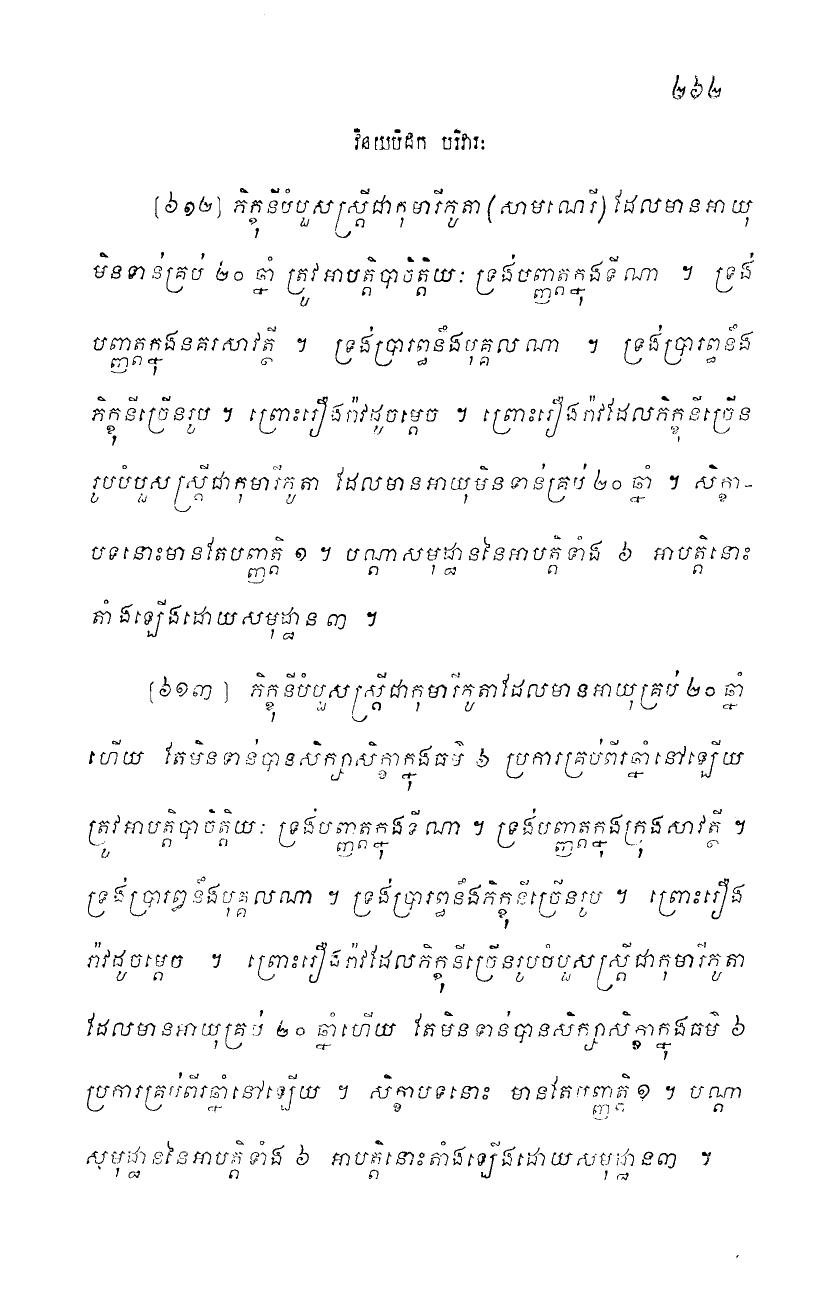 ២៦២
វិនយបិដក បរិវារៈ
[៦១២] ភិក្ខុនីបំបួសស្ត្រីជាកុមារីភូតា (សាមណេរី) ដែលមានអាយុ
មិនទាន់គ្រប់ ២០ ឆ្នាំ ត្រូវអាបត្តិបាចិត្តិយៈ ទ្រង់បញ្ញត្តក្នុងទីណា ។ ទ្រង់
បញ្ញត្តក្នុងនគរសាវត្ថី ។ ទ្រង់ប្រារព្ធនឹងបុគ្គលណា ។ ទ្រង់ប្រារព្ធនឹង
ភិក្ខុនីច្រើនរូប ។ ព្រោះរឿងរ៉ាវដូចម្តេច ។ ព្រោះរឿងរ៉ាវដែលភិក្ខុនីច្រើន
រូបបំបួសស្ត្រីជាកុមារីភូតា ដែលមានអាយុមិនទាន់គ្រប់ ២០ ឆ្នាំ ។ សិក្ខា-
បទនោះមានតែបញ្ញត្តិ ១ ។ បណ្តាសមុដ្ឋាននៃអាបត្តិទាំង ៦ អាបត្តិនោះ
តាំងឡើងដោយសមុដ្ឋាន ៣ ។
[៦១៣] ភិក្ខុនីបំបួសស្ត្រីជាកុមារីភូតាដែលមានអាយុគ្រប់ ២០ ឆ្នាំ
ហើយ តែមិនទាន់បានសិក្សាសិក្ខាក្នុងធម៌ ៦ ប្រការគ្រប់ពីរឆ្នាំនៅឡើយ
ត្រូវអាបត្តិបាចិត្តិយៈ ទ្រង់បញ្ញត្តក្នុងទីណា ។ ទ្រង់បញ្ញត្តក្នុងក្រុងសាវត្ថី ។
ទ្រង់ប្រារព្ធនឹងបុគ្គលណា ។ ទ្រង់ប្រារព្ធនឹងភិក្ខុនីច្រើនរូប ។ ព្រោះរឿង
រ៉ាវដូចម្តេច ។ ព្រោះរឿងរ៉ាវដែលភិក្ខុនីច្រើនរូបបំបួសស្ត្រីជាកុមារីភូតា
ដែលមានអាយុគ្រប់ ២០ ឆ្នាំហើយ តែមិនទាន់បានសិក្សាសិក្ខាក្នុងធម៌ ៦
ប្រការគ្រប់ពីរឆ្នាំនៅឡើយ ។ សិក្ខាបទនោះ មានតែបញ្ញត្តិ ១ ។ បណ្តា
សមុដ្ឋាននៃអាបត្តិទាំង ៦ អាបត្តិនោះតាំងឡើងដោយសមុដ្ឋាន៣ ។